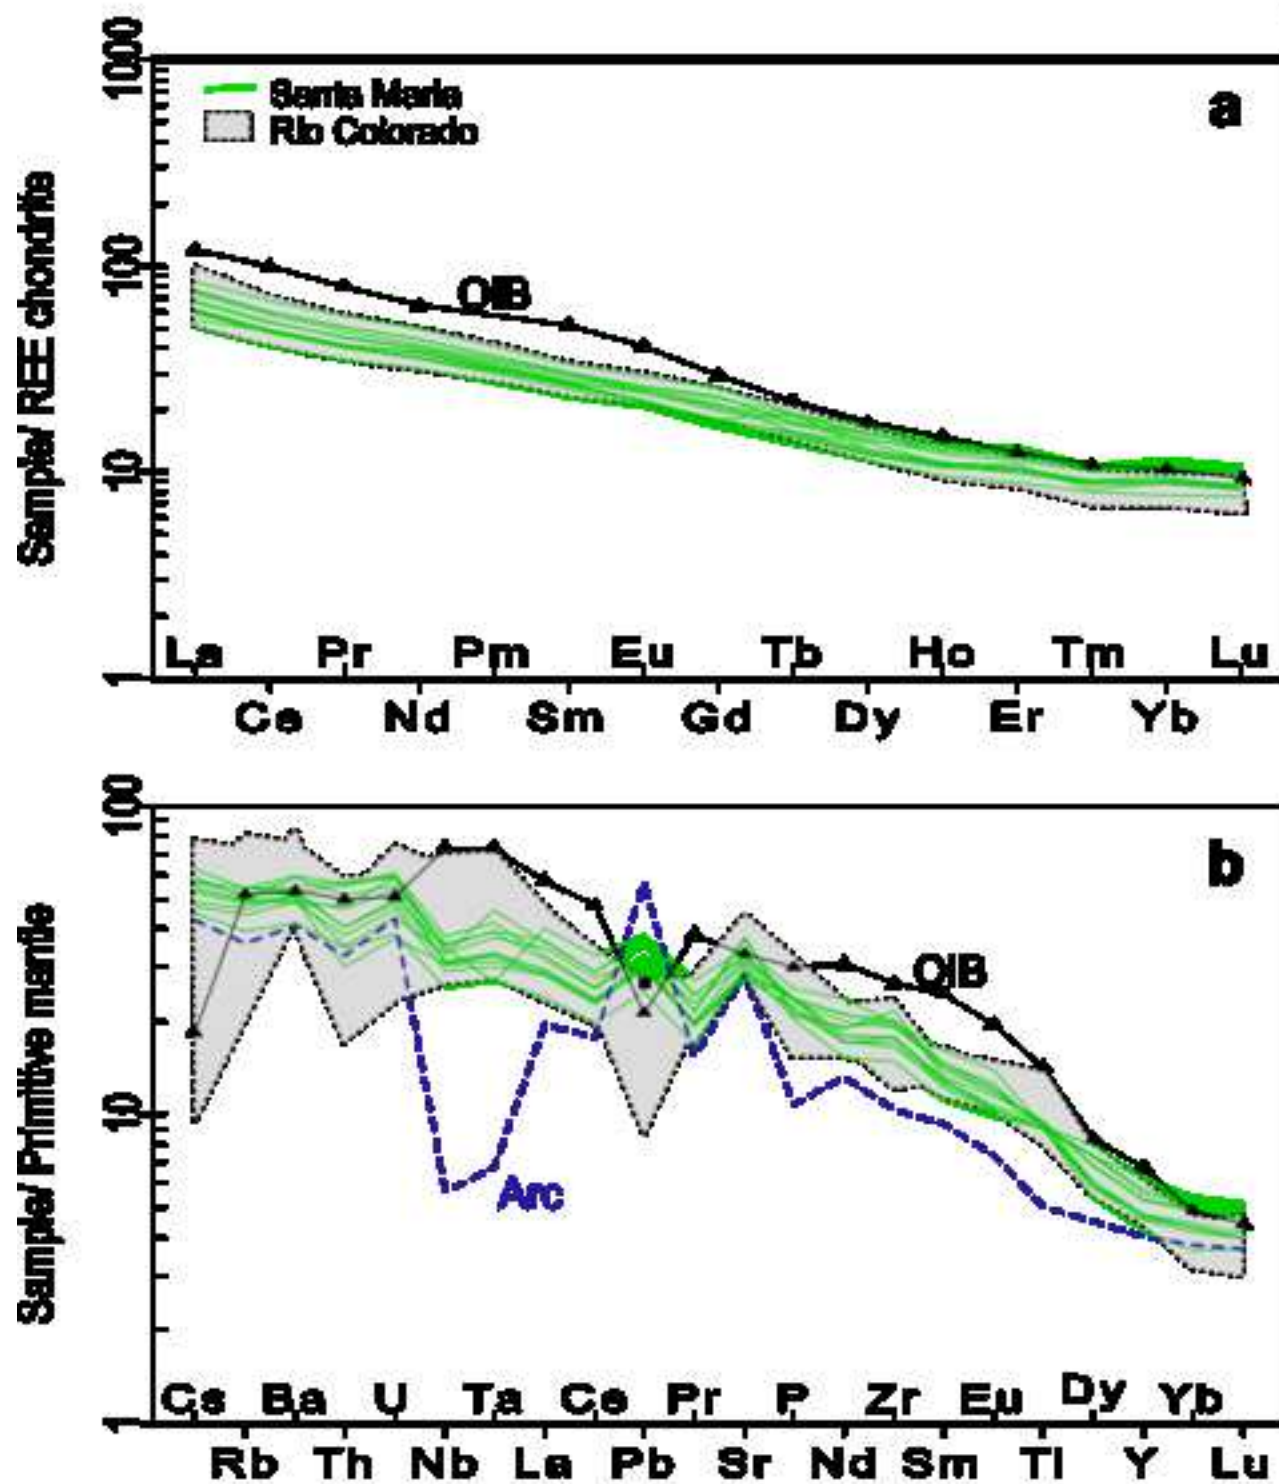 1000
Santa Maria
Rio Colorado
a
100
OIB
Sample/ REE chondrite
10
1
La Pr Pm Eu Tb Ho Tm Lu
Ce Nd Sm Gd Dy Er Yb
100
b
OIB
Sample/ Primitive mantle
10
Arc
1
Cs Ba U Ta Ce Pr P Zr Eu Dy Yb
Rb Th Nb La Pb Sr Nd Sm Ti Y Lu